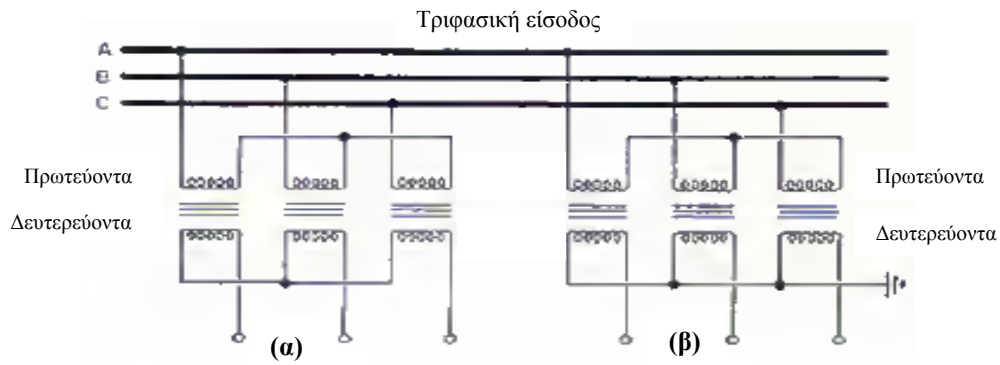 Τριφασική είσοδος
A
B
C
Πρωτεύοντα
Πρωτεύοντα
Δευτερεύοντα
Δευτερεύοντα
(α)
(β)